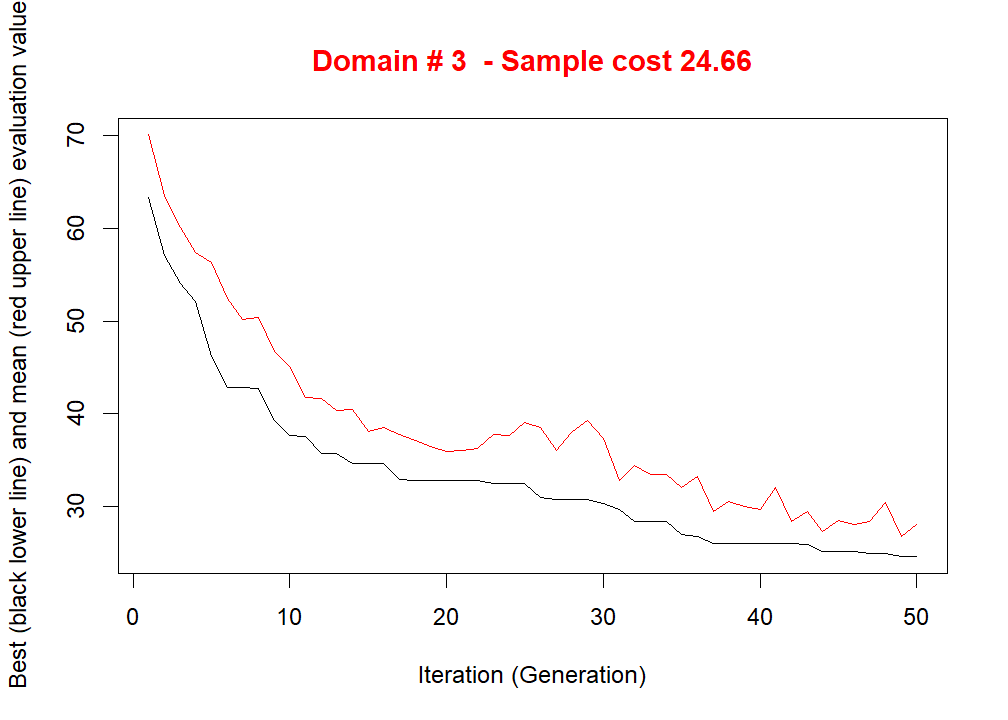 Domain # 3  - Sample cost 24.66
Best (black lower line) and mean (red upper line) evaluation value
70
60
50
40
30
0 10 20 30 40 50
Iteration (Generation)